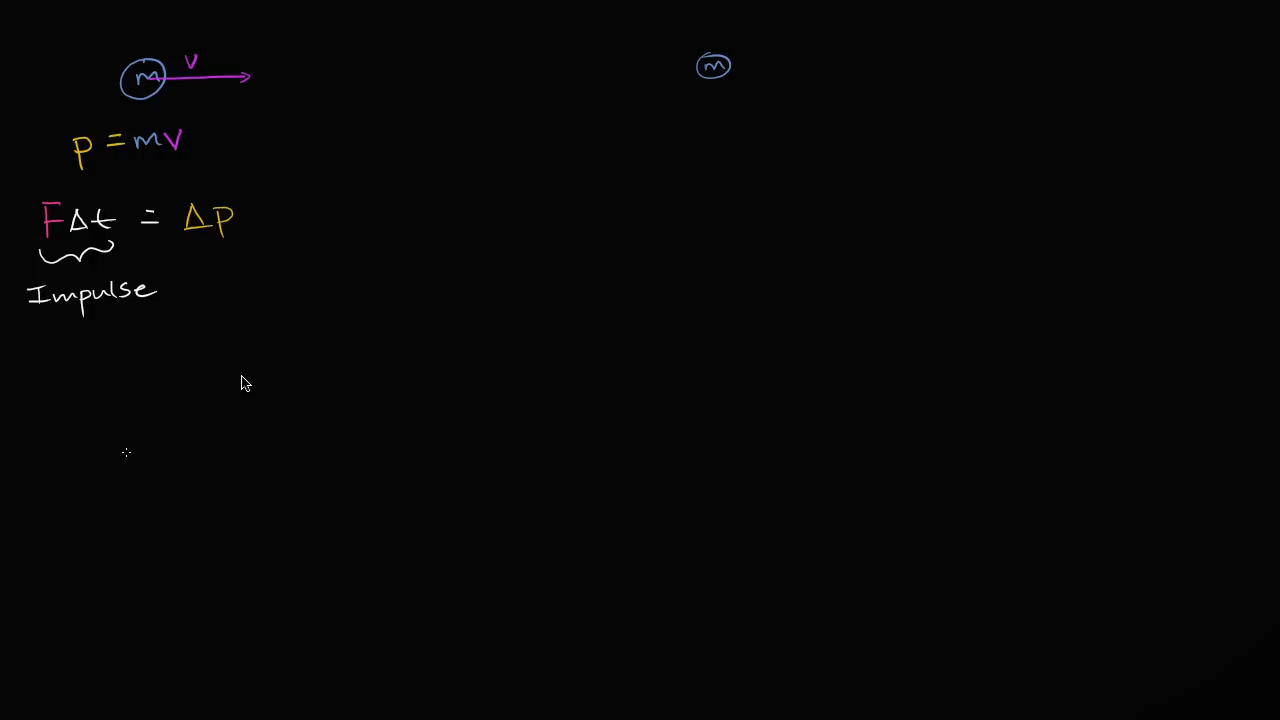 m v
m
p = mv
FΔt = Δp
Impulse